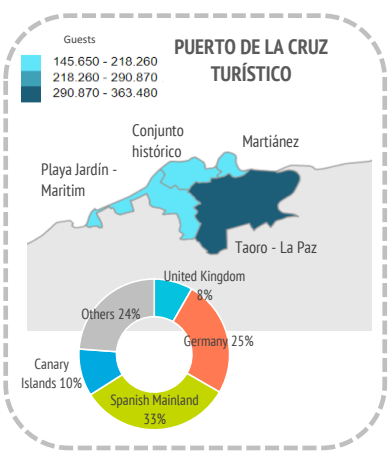 Guests
145.650 - 218.260
218.260 - 290.870
290.870 - 363.480
PUERTO DE LA CRUZ
TURÍSTICO
Conjunto
histórico
Martiánez
Playa Jardín -
Maritim
Taoro - La Paz
United Kingdom
8%
Others 24%
Germany 25%
Canary
Islands 10%
Spanish Mainland
33%